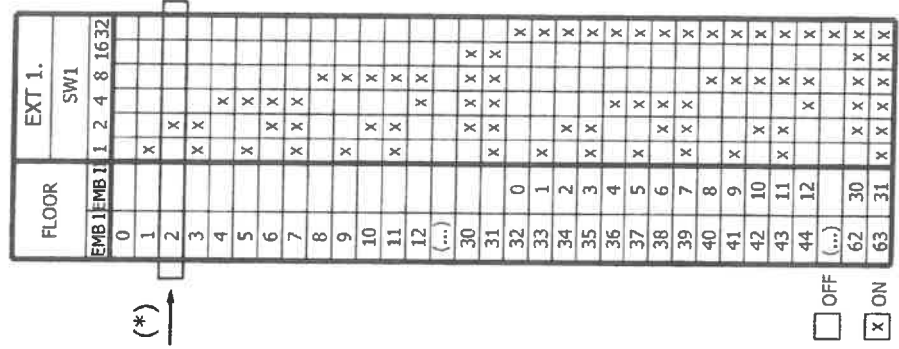 EXT 1.
FLOOR SW1
EMB I EMB II 1 2 4 8 16 32
0
1 x
(*) 2 x
3 x x
4 x
5 x x
6 x x
7 x x x
8 x
9 x x
10 x x
11 x x x
12 x x
(...)
30 x x x x
31 x x x x x
32 0 x
33 1 x x
34 2 x x
35 3 x x x
36 4 x x
37 5 x x x
38 6 x x x
39 7 x x x x
40 8 x x
41 9 x x x
42 10 x x x
43 11 x x x x
44 12 x x x
(...) x
62 30 x x x x x
63 31 x x x x x x
OFF
x ON